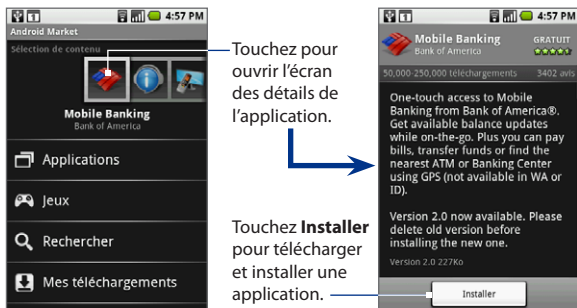 4:57 PM
Android Market
Sélection de contenu
Mobile Banking
Bank of America
Applications
Jeux
Rechercher
Mes téléchargements
Touchez pour
ouvrir l'écran
des détails de
l'application.
Touchez Installer
pour télécharger
et installer une
application.
4:57 PM
Mobile Banking
Bank of America
GRATUIT
50,000-250,000 téléchargements 3402 avis
One-touch access to Mobile
Banking from Bank of America®.
Get available balance updates
while on-the-go. Plus you can pay
bills, transfer funds or find the
nearest ATM or Banking Center
using GPS (not available in WA or
ID).
Version 2.0 now available. Please
delete old version before
installing the new one.
Version 2.0 227Ko
Installer